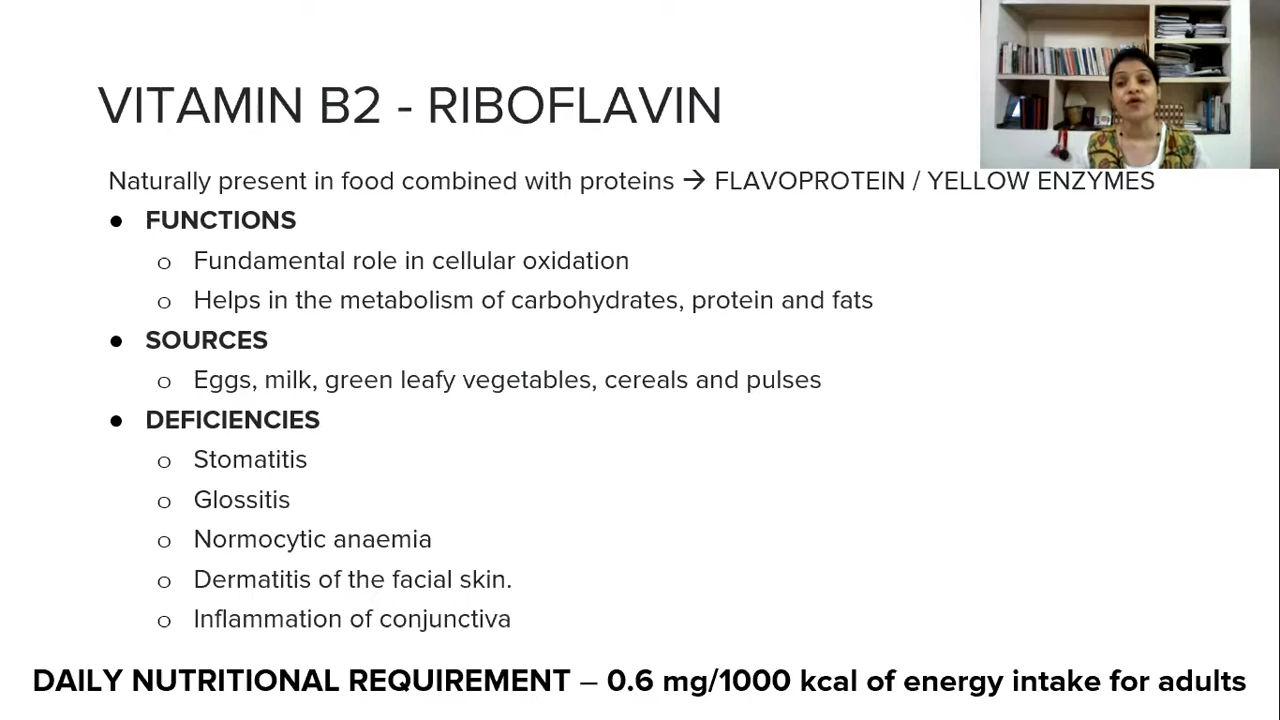 VITAMIN B2 - RIBOFLAVIN
Naturally present in food combined with proteins → FLAVOPROTEIN / YELLOW ENZYMES
● FUNCTIONS
o Fundamental role in cellular oxidation
o Helps in the metabolism of carbohydrates, protein and fats
● SOURCES
o Eggs, milk, green leafy vegetables, cereals and pulses
● DEFICIENCIES
o Stomatitis
o Glossitis
o Normocytic anaemia
o Dermatitis of the facial skin.
o Inflammation of conjunctiva
DAILY NUTRITIONAL REQUIREMENT – 0.6 mg/1000 kcal of energy intake for adults